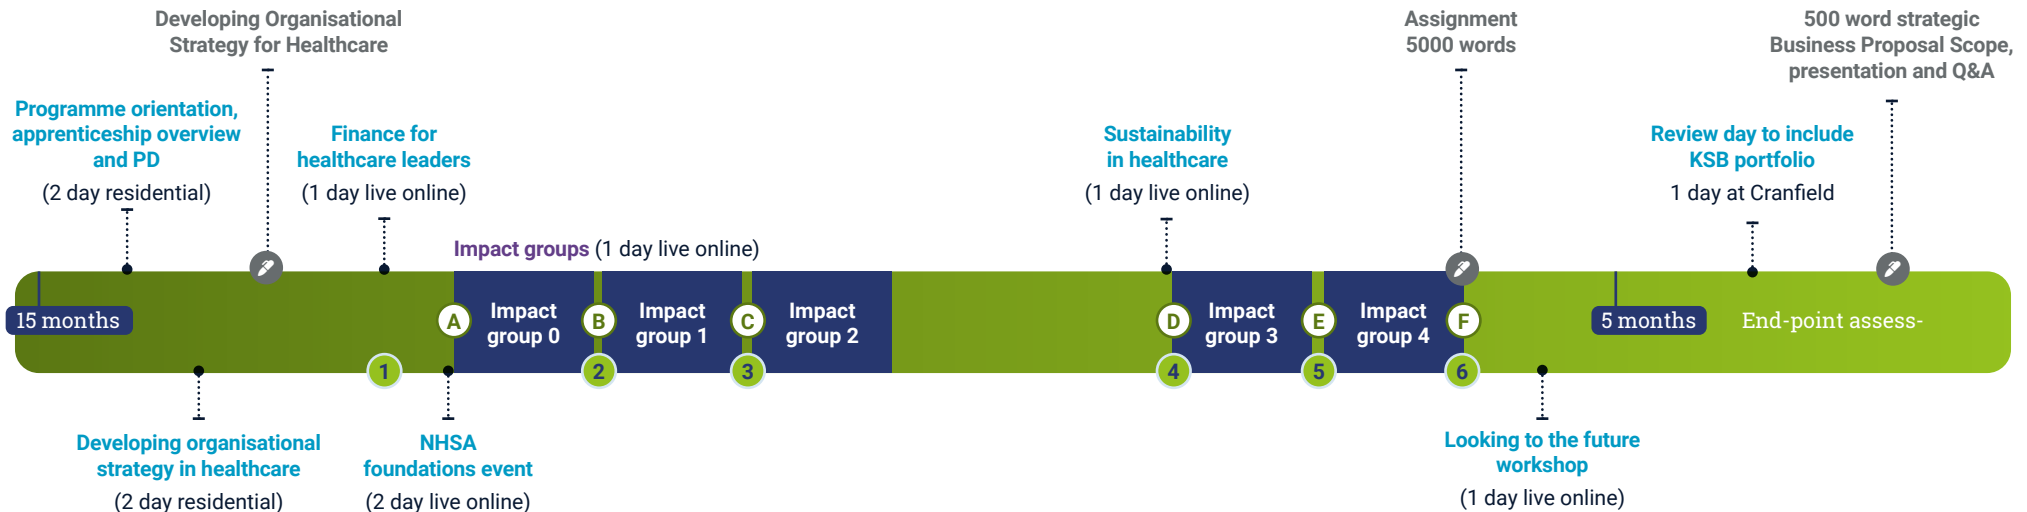 Developing Organisational
Strategy for Healthcare
Assignment
5000 words
500 word strategic
Business Proposal Scope,
presentation and Q&A
Programme orientation,
apprenticeship overview
and PD
(2 day residential)
Finance for
healthcare leaders
(1 day live online)
Sustainability
in healthcare
(1 day live online)
Review day to include
KSB portfolio
1 day at Cranfield
Impact groups (1 day live online)
15 months
A
Impact
group 0
B
Impact
group 1
C
Impact
group 2
D
Impact
group 3
E
Impact
group 4
F
5 months
End-point assess-
1
2
3
4
5
6
Developing organisational
strategy in healthcare
(2 day residential)
NHSA
foundations event
(2 day live online)
Looking to the future
workshop
(1 day live online)